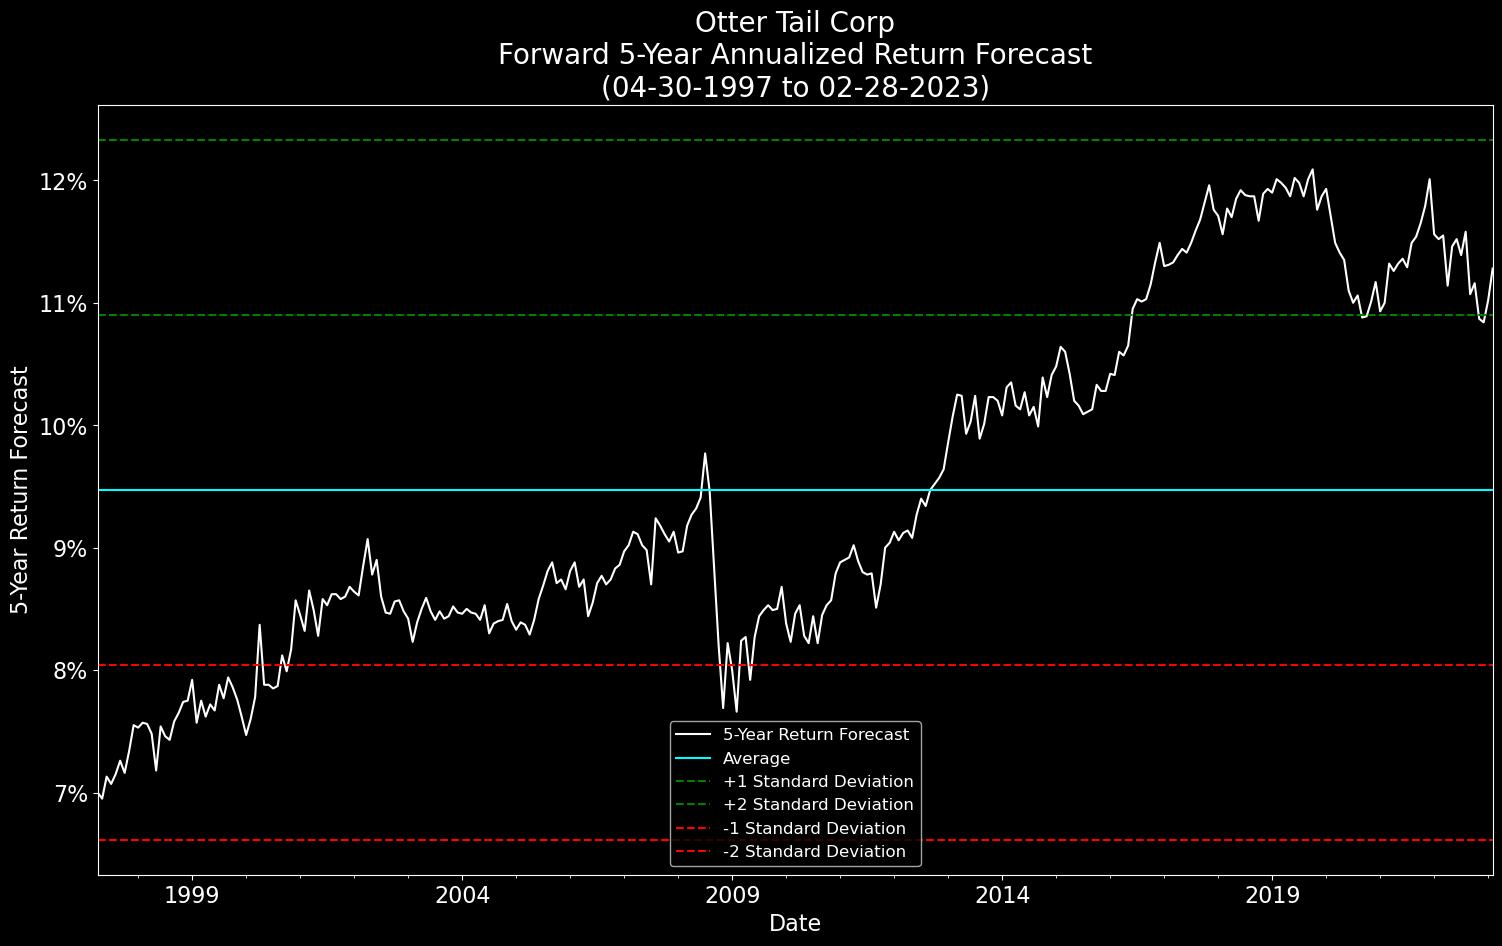 Otter Tail Corp
Forward 5-Year Annualized Return Forecast
(04-30-1997 to 02-28-2023)
12%
11%
10%
9%
8%
7%
5-Year Return Forecast
5-Year Return Forecast
Average
+1 Standard Deviation
+2 Standard Deviation
-1 Standard Deviation
-2 Standard Deviation
1999 2004 2009 2014 2019
Date